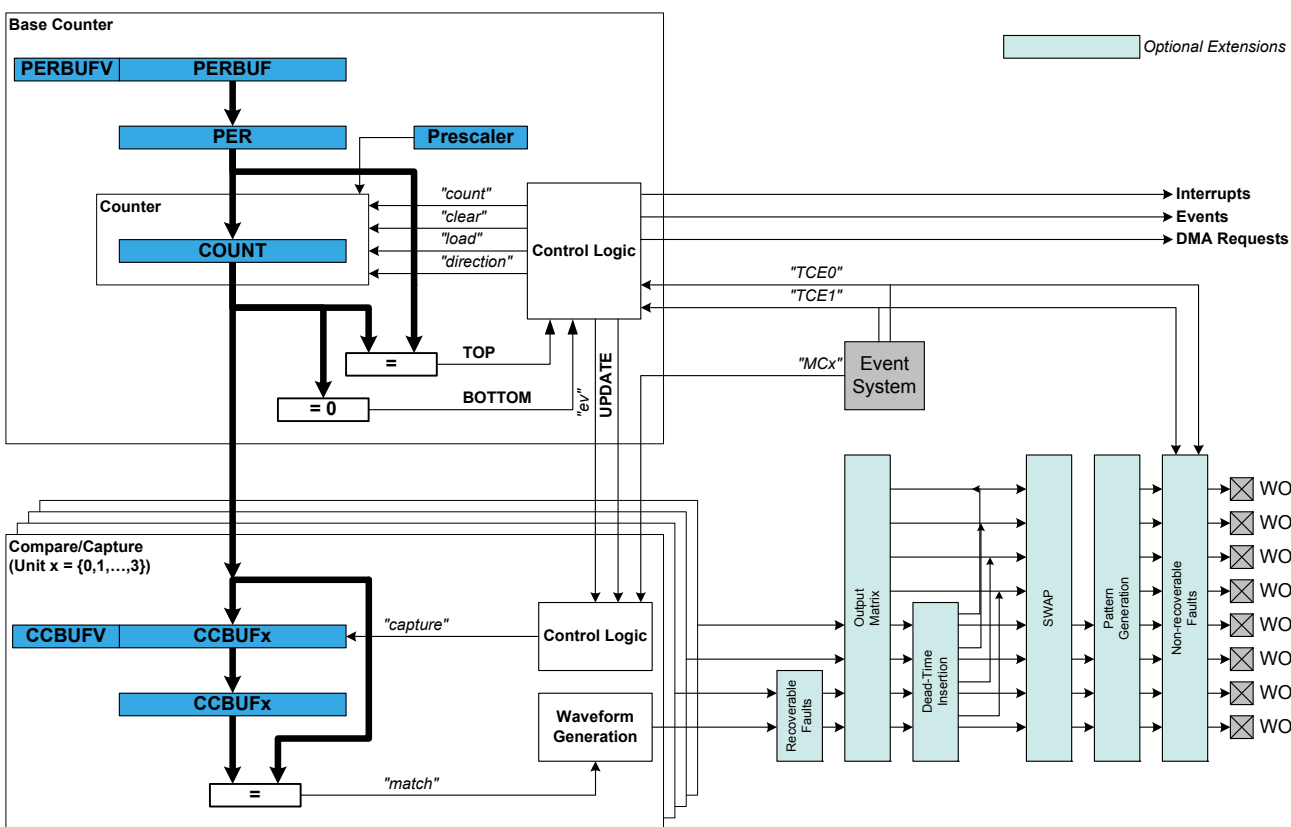 Base Counter
PERBUFV
PERBUF
Optional Extensions
PER
Prescaler
Counter
COUNT
"count"
"clear"
"load"
"direction"
Control Logic
Interrupts
Events
DMA Requests
"TCE0"
"TCE1"
=
TOP
= 0
BOTTOM
"ev"
UPDATE
"MCx"
Event
System
Compare/Capture
(Unit x = {0,1,…,3})
CCBUFV
CCBUFx
"capture"
Control Logic
CCBUFx
Waveform
Generation
=
"match"
Recoverable
Faults
Output
Matrix
Dead-Time
Insertion
SWAP
Pattern
Generation
Non-recoverable
Faults
WO
WO
WO
WO
WO
WO
WO
WO